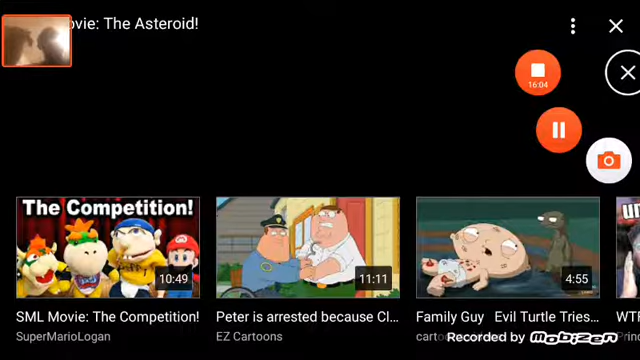 ovie: The Asteroid!
16:04
The Competition!
10:49
11:11
4:55
SML Movie: The Competition!
Peter is arrested because Cl...
Family Guy Evil Turtle Tries...
WTF
SuperMarioLogan
EZ Cartoons
Recorded by
mobizen